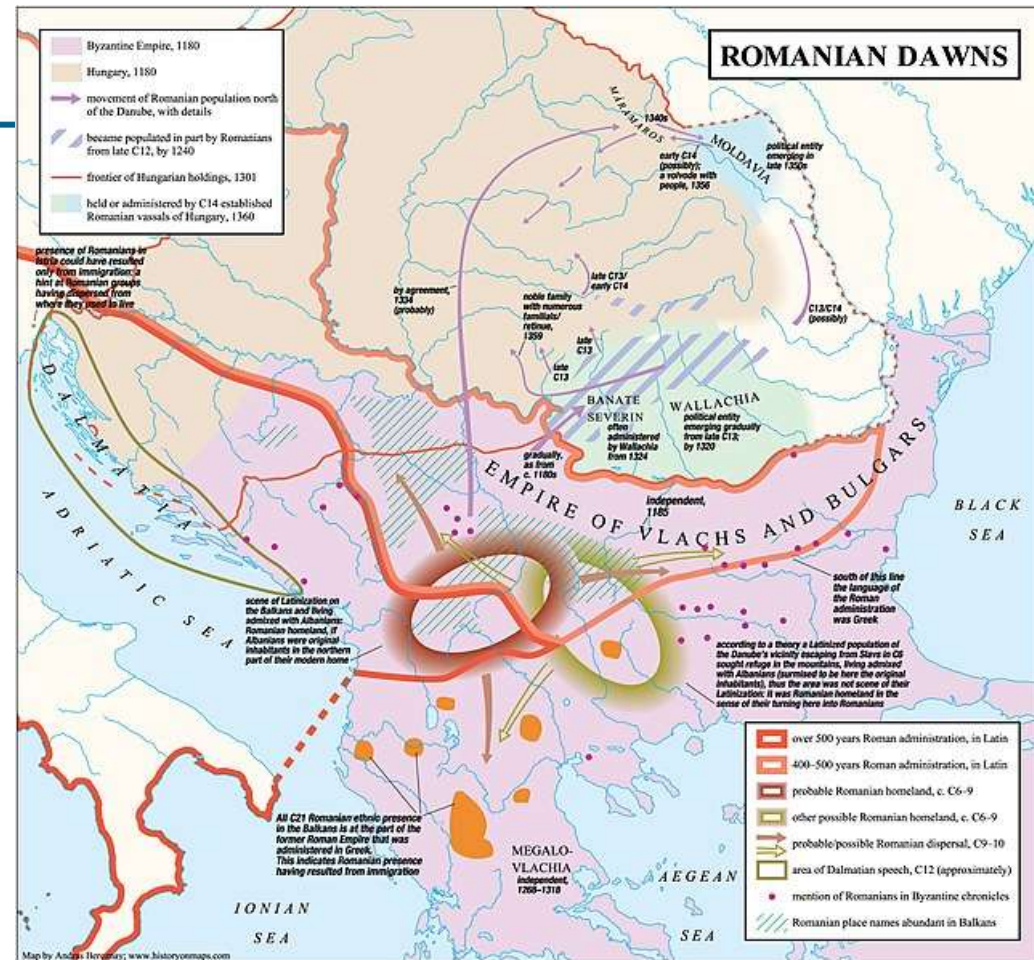 ROMANIAN DAWNS
Byzantine Empire, 1180
Hungary, 1180
movement of Romanian population north
of the Danube, with details
became populated in part by Romanians
from late C12, by 1240
frontier of Hungarian holdings, 1301
held or administered by C14 established
Romanian vassals of Hungary, 1360
presence of Romanians in
Istria could have resulted
only from immigration: a
hint at Romanian groups
having dispersed from
where they used to live
MÁRAMAROS
1340s
MOLDAVIA
early C14
(possibly);
a voivode with
people, 1356
political entity
emerging in
late 1350s
by agreement,
1334
(probably)
noble family
with numerous
familials/
retinue,
1359
late C13/
early C14
late
C13
late
C13
C13/C14
(possibly)
BANATE
SEVERIN
often
administered
by Wallachia
from 1324
WALLACHIA
political entity
emerging gradually
from late C13;
by 1320
gradually,
as from
c. 1180s
DALMATIA
ADRIATIC SEA
EMPIRE OF VLACHS AND BULGARS
independent,
1185
BLACK
SEA
scene of Latinization on
the Balkans and living
admixed with Albanians:
Romanian homeland, if
Albanians were original
inhabitants in the northern
part of their modern home
south of this line
the language of
the Roman
administration
was Greek
according to a theory a Latinized population of
the Danube's vicinity escaping from Slavs in C6
sought refuge in the mountains, living admixed
with Albanians (surmised to be here the original
inhabitants), thus the area was not scene of their
Latinization: it was Romanian homeland in the
sense of their turning here into Romanians
All C21 Romanian ethnic presence
in the Balkans is at the part of the
former Roman Empire that was
administered in Greek.
This indicates Romanian presence
having resulted from immigration
MEGALO-
VLACHIA
independent,
1268–1318
AEGEAN
SEA
IONIAN
SEA
over 500 years Roman administration, in Latin
400–500 years Roman administration, in Latin
probable Romanian homeland, c. C6–9
other possible Romanian homeland, c. C6–9
probable/possible Romanian dispersal, C9–10
area of Dalmatian speech, C12 (approximately)
mention of Romanians in Byzantine chronicles
Romanian place names abundant in Balkans
Map by András Bereznay; www.historyonmaps.com